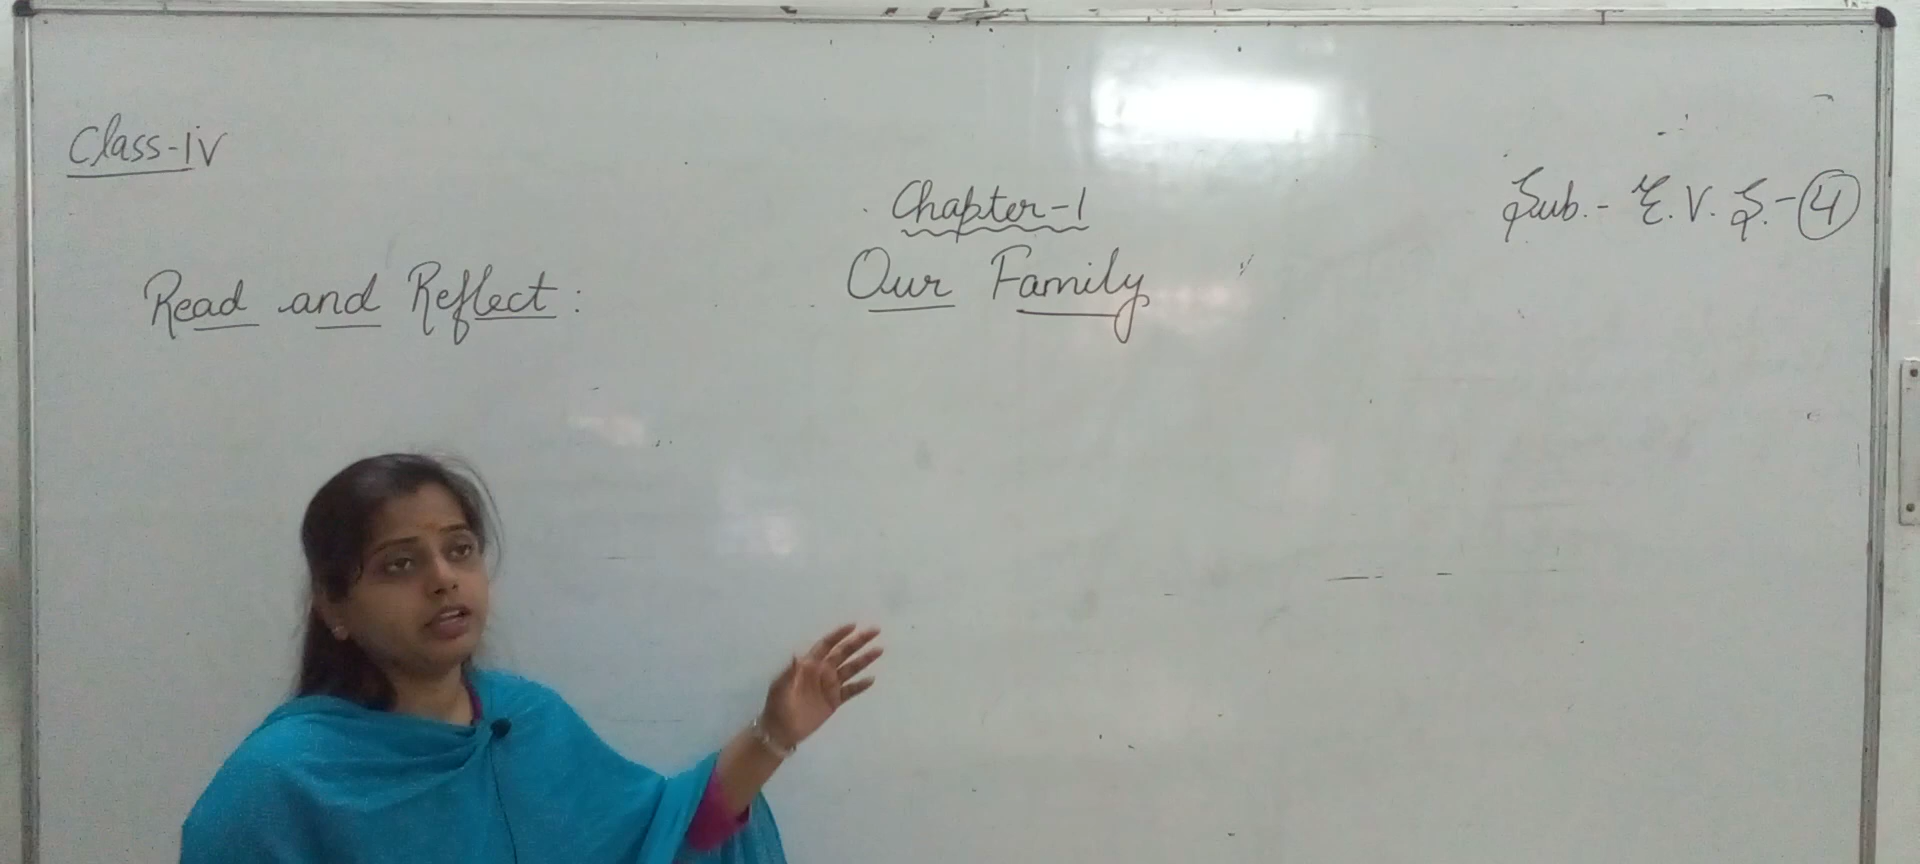 Class-iv
Sub.- E.V.S.-4
Chapter-1
Our Family
Read and Reflect: